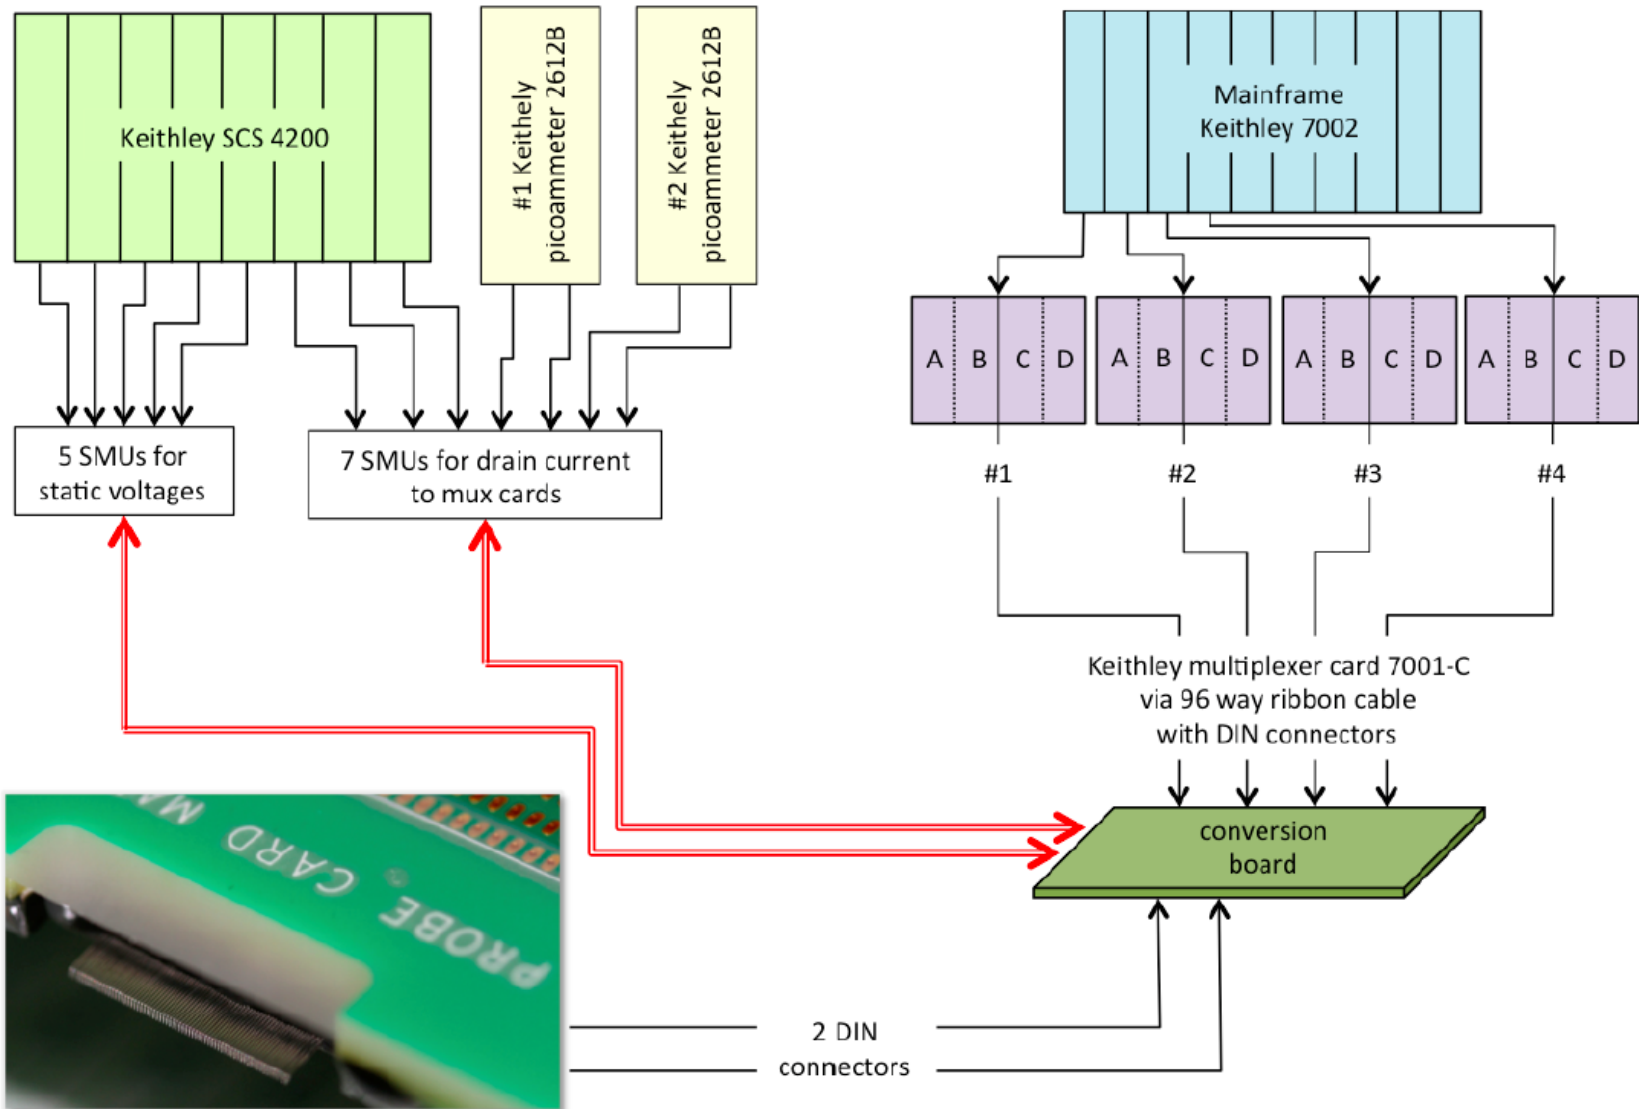 Keithley SCS 4200
#1 Keithely
picoammeter 2612B
#2 Keithely
picoammeter 2612B
Mainframe
Keithley 7002
A B C D
A B C D
A B C D
A B C D
5 SMUs for
static voltages
7 SMUs for drain current
to mux cards
#1
#2
#3
#4
Keithley multiplexer card 7001-C
via 96 way ribbon cable
with DIN connectors
conversion
board
PROBE CARD
2 DIN
connectors